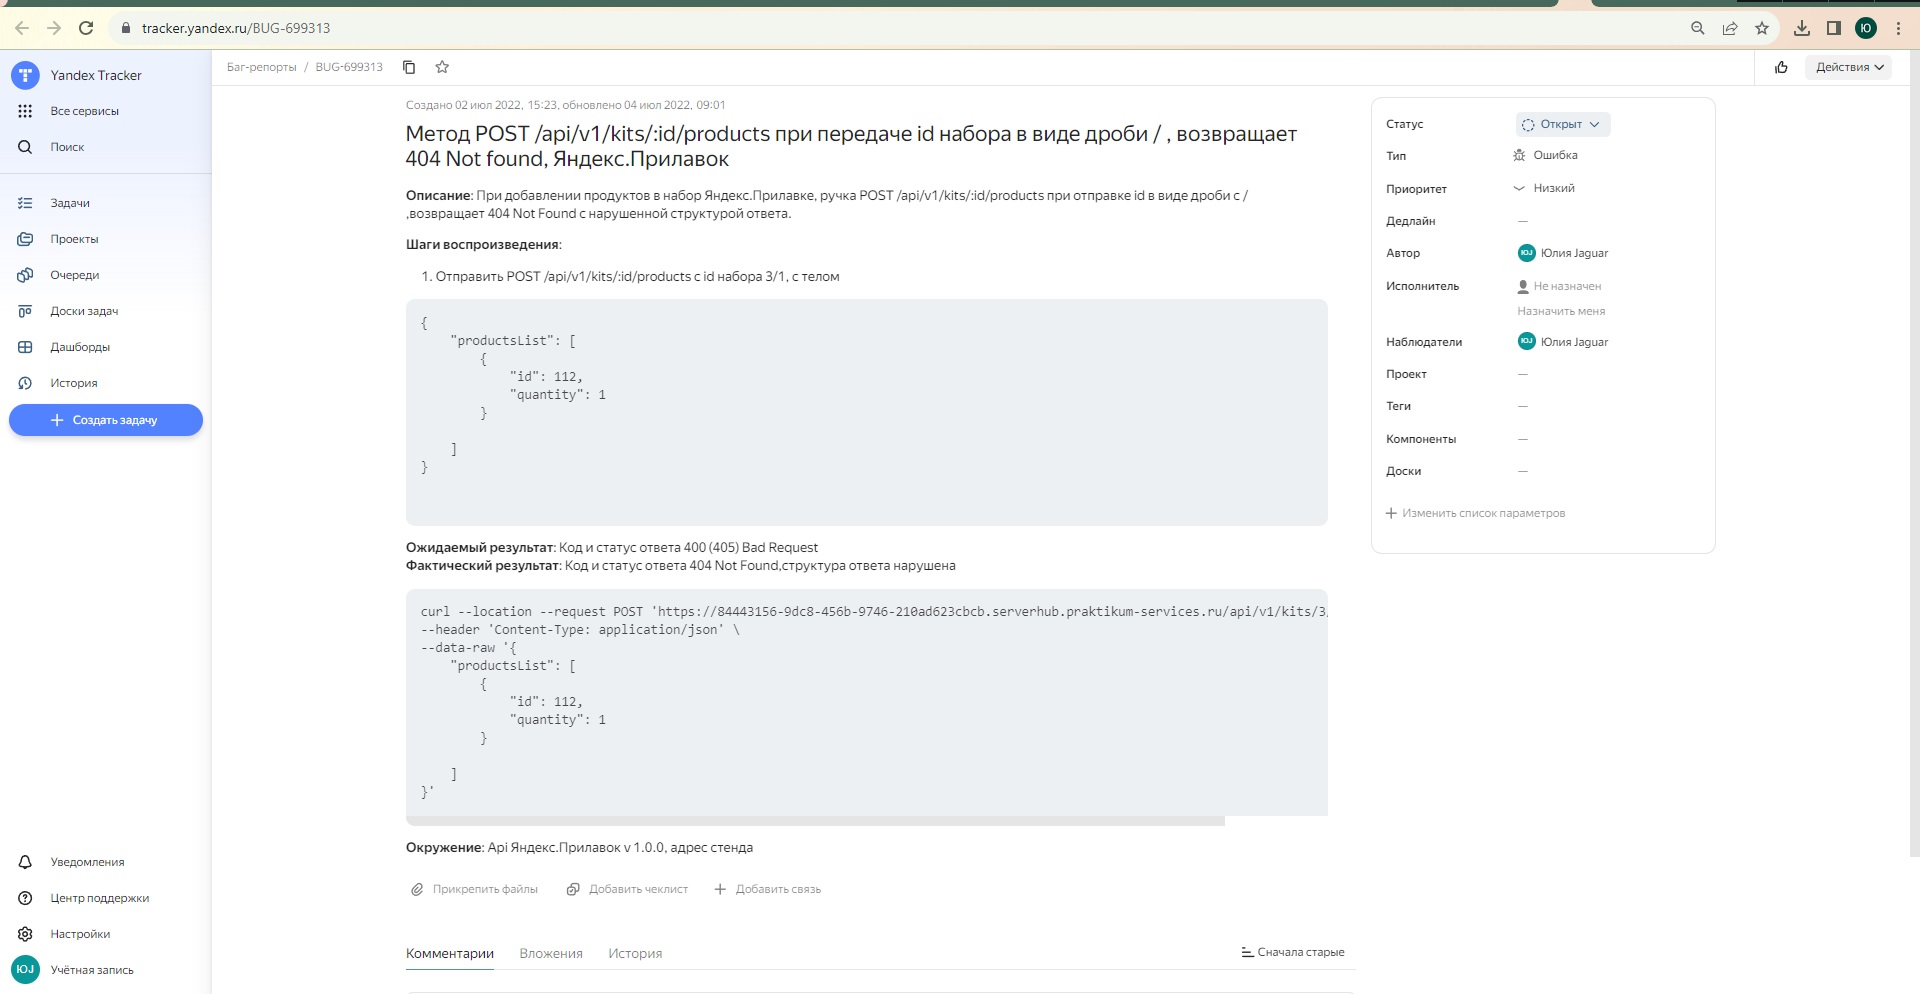 tracker.yandex.ru/BUG-699313
Ю
Yandex Tracker
Все сервисы
Поиск
Задачи
Проекты
Очереди
Доски задач
Дашборды
История
Создать задачу
Уведомления
Центр поддержки
Настройки
ЮJ Учётная запись
Баг-репорты / BUG-699313
Действия
Создано 02 июл 2022, 15:23, обновлено 04 июл 2022, 09:01
Метод POST /api/v1/kits/:id/products при передаче id набора в виде дроби / , возвращает
404 Not found, Яндекс.Прилавок
Описание: При добавлении продуктов в набор Яндекс.Прилавке, ручка POST /api/v1/kits/:id/products при отправке id в виде дроби с /
,возвращает 404 Not Found с нарушенной структурой ответа.
Шаги воспроизведения:
1. Отправить POST /api/v1/kits/:id/products с id набора 3/1, с телом
{
"productsList": [
{
"id": 112,
"quantity": 1
}
]
}
Ожидаемый результат: Код и статус ответа 400 (405) Bad Request
Фактический результат: Код и статус ответа 404 Not Found,структура ответа нарушена
curl --location --request POST 'https://84443156-9dc8-456b-9746-210ad623cbcb.serverhub.praktikum-services.ru/api/v1/kits/3/
--header 'Content-Type: application/json' \
--data-raw '{
"productsList": [
{
"id": 112,
"quantity": 1
}
]
}'
Окружение: Api Яндекс.Прилавок v 1.0.0, адрес стенда
Прикрепить файлы Добавить чеклист Добавить связь
Комментарии Вложения История Сначала старые
Статус Открыт
Тип Ошибка
Приоритет Низкий
Дедлайн —
Автор ЮJ Юлия Jaguar
Исполнитель Не назначен
Назначить меня
Наблюдатели ЮJ Юлия Jaguar
Проект —
Теги —
Компоненты —
Доски —
Изменить список параметров